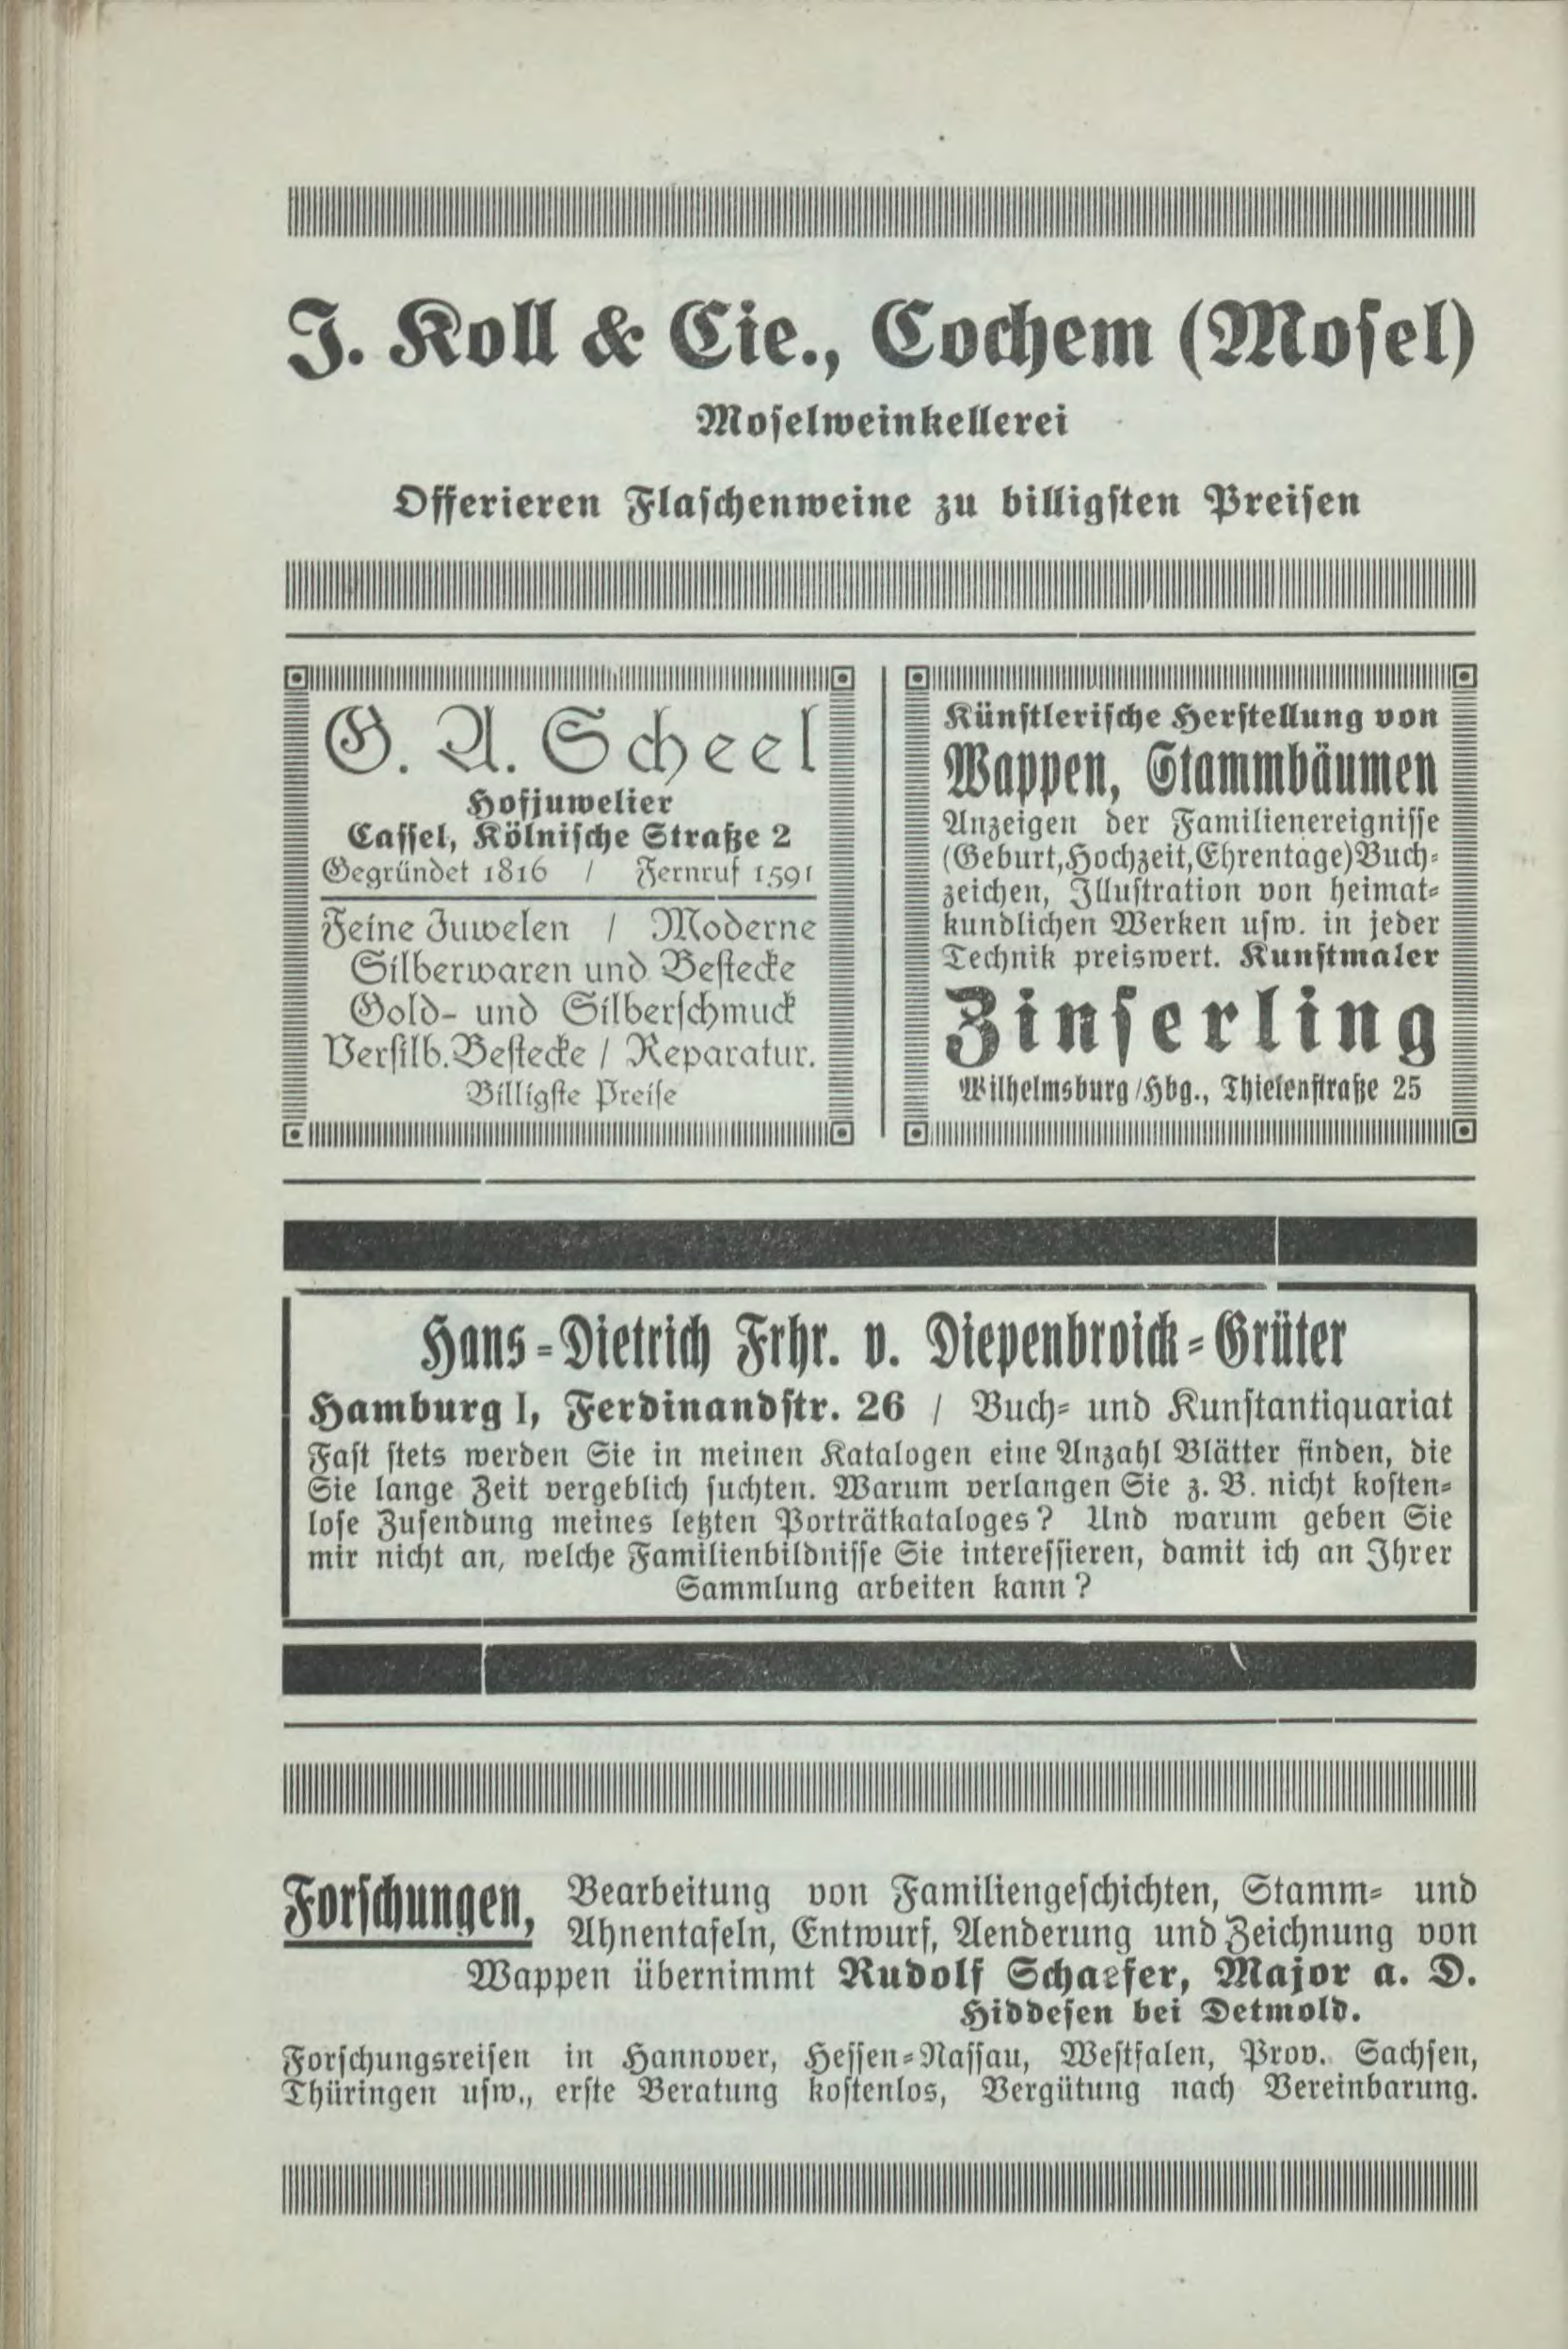 J. Koll & Cie., Cochem (Mosel)
Moselweinkellerei
Offerieren Flaschenweine zu billigsten Preisen
G. A. Scheel
Hofjuwelier
Cassel, Kölnische Straße 2
Gegründet 1816 / Fernruf 1591
Feine Juwelen / Moderne
Silberwaren und Bestecke
Gold- und Silberschmuck
Versilb. Bestecke / Reparatur.
Billigste Preise
Künstlerische Herstellung von
Wappen, Stammbäumen
Anzeigen der Familienereignisse
(Geburt, Hochzeit, Ehrentage) Buch-
zeichen, Illustration von heimat-
kundlichen Werken usw. in jeder
Technik preiswert. Kunstmaler
Zinserling
Wilhelmsburg/Hbg., Thielenstraße 25
Hans-Dietrich Frhr. v. Diepenbroick-Grüter
Hamburg 1, Ferdinandstr. 26 / Buch- und Kunstantiquariat
Fast stets werden Sie in meinen Katalogen eine Anzahl Blätter finden, die
Sie lange Zeit vergeblich suchten. Warum verlangen Sie z. B. nicht kosten-
lose Zusendung meines letzten Porträtkataloges? Und warum geben Sie
mir nicht an, welche Familienbildnisse Sie interessieren, damit ich an Ihrer
Sammlung arbeiten kann?
Forschungen, Bearbeitung von Familiengeschichten, Stamm- und
Ahnentafeln, Entwurf, Aenderung und Zeichnung von
Wappen übernimmt Rudolf Schaefer, Major a. D.
Hiddesen bei Detmold.
Forschungsreisen in Hannover, Hessen-Nassau, Westfalen, Prov. Sachsen,
Thüringen usw., erste Beratung kostenlos, Vergütung nach Vereinbarung.